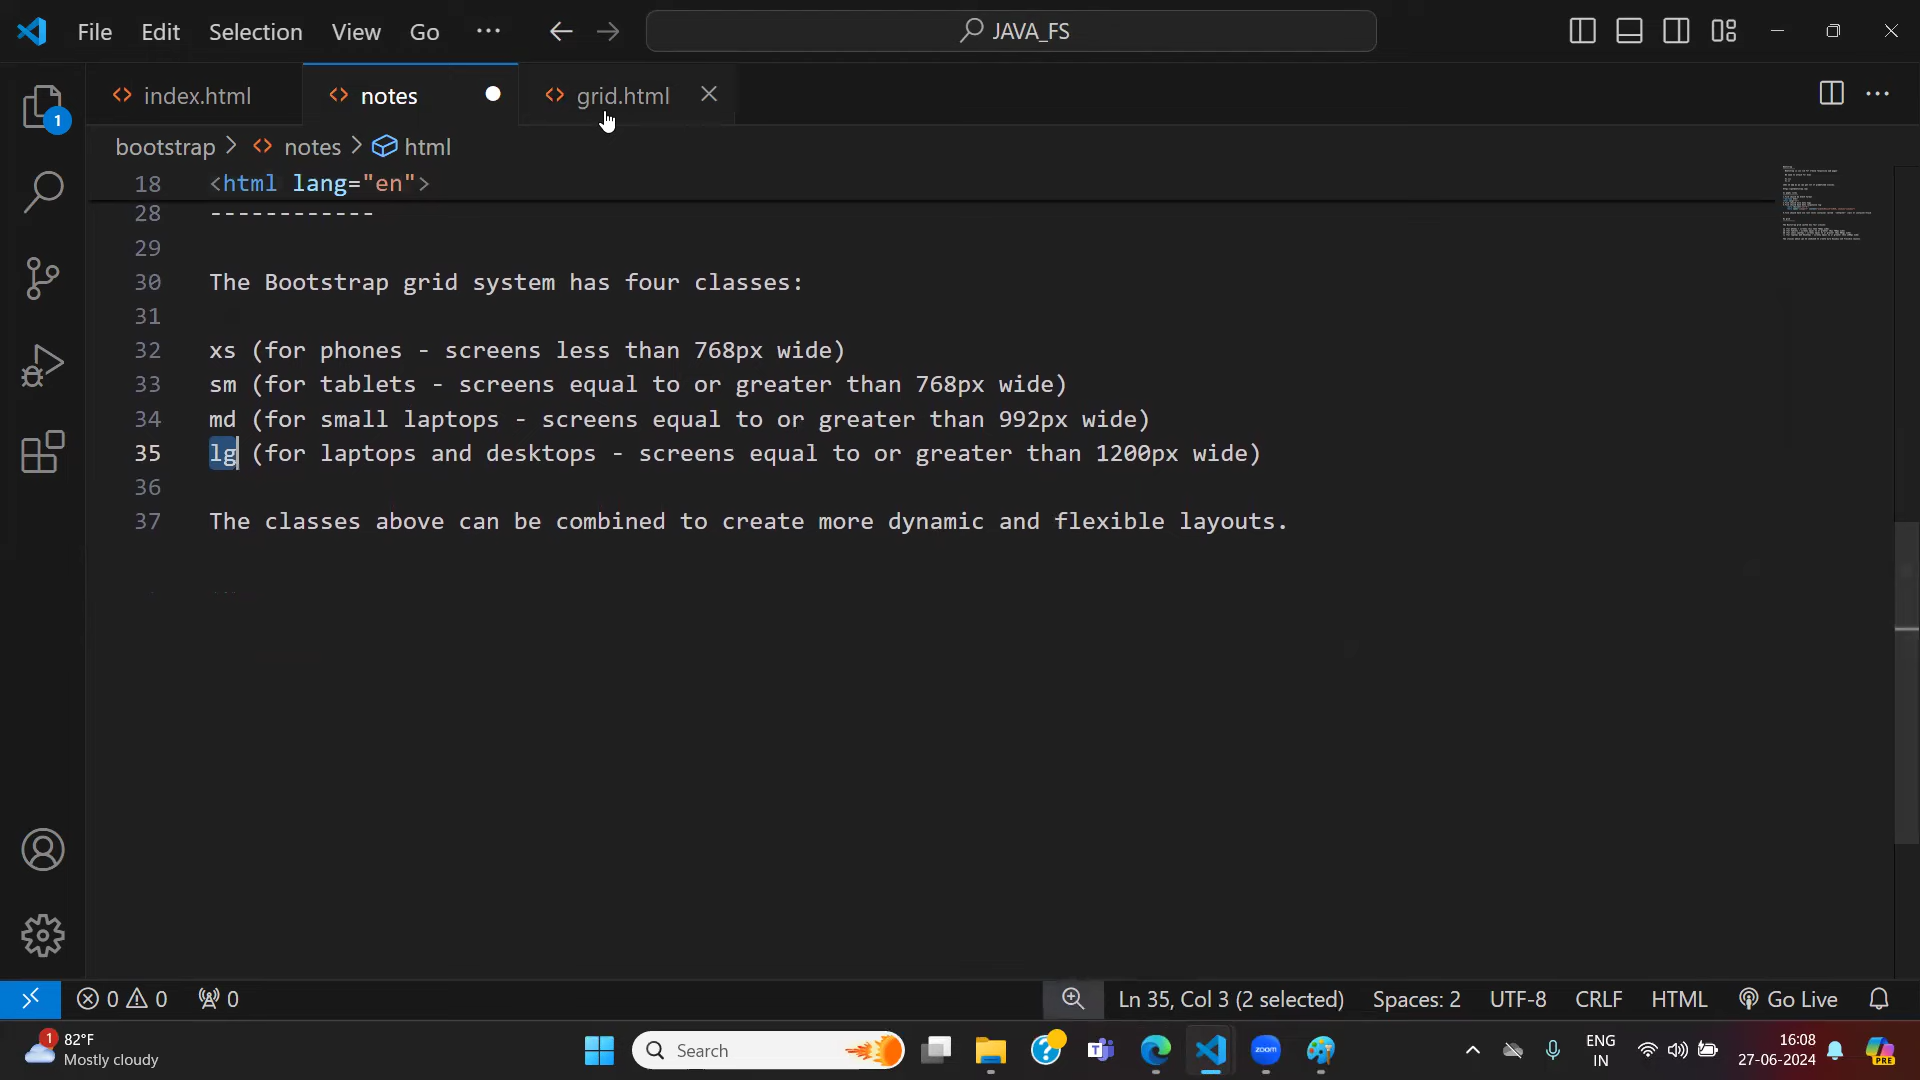 File Edit Selection View Go ··· JAVA_FS
1
index.html notes grid.html
bootstrap > notes > html
18 <html lang="en">
28 ------------
29
30 The Bootstrap grid system has four classes:
31
32 xs (for phones - screens less than 768px wide)
33 sm (for tablets - screens equal to or greater than 768px wide)
34 md (for small laptops - screens equal to or greater than 992px wide)
35 lg (for laptops and desktops - screens equal to or greater than 1200px wide)
36
37 The classes above can be combined to create more dynamic and flexible layouts.
0 0 0 Ln 35, Col 3 (2 selected) Spaces: 2 UTF-8 CRLF HTML Go Live
1 82°F
Mostly cloudy
Search
zoom
ENG
IN
16:08
27-06-2024
PRE